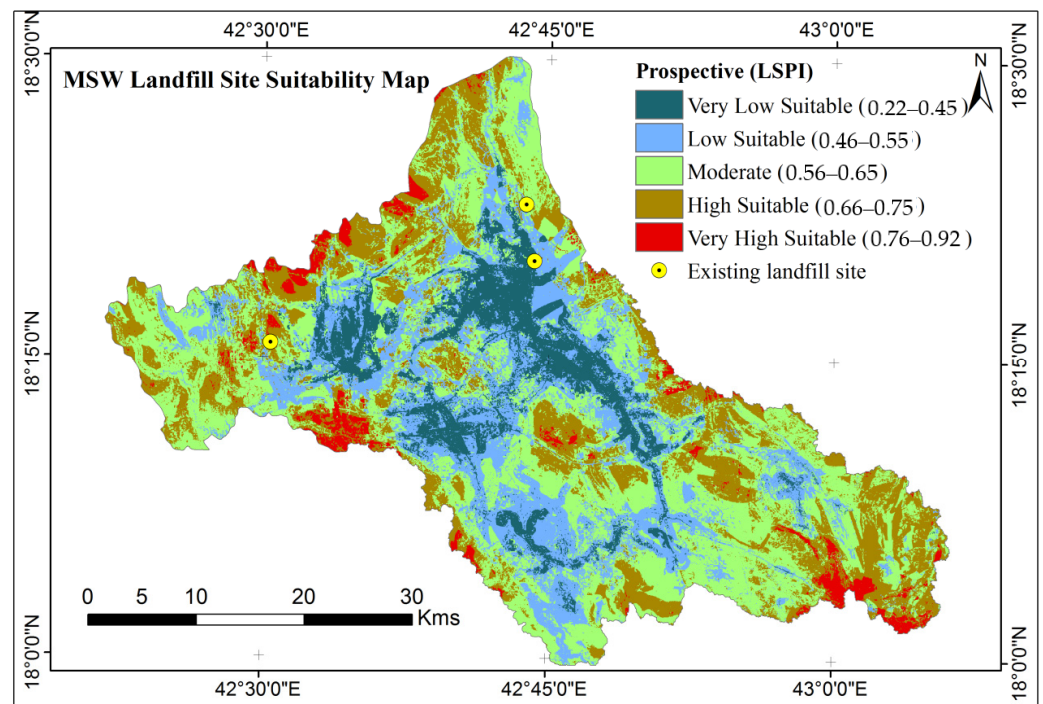 42°30'0"E 42°45'0"E 43°0'0"E
18°30'0"N
18°30'0"N
MSW Landfill Site Suitability Map
Prospective (LSPI)
N
Very Low Suitable (0.22–0.45)
Low Suitable (0.46–0.55)
Moderate (0.56–0.65)
High Suitable (0.66–0.75)
Very High Suitable (0.76–0.92)
Existing landfill site
18°15'0"N
18°15'0"N
0 5 10 20 30
Kms
18°0'0"N
18°0'0"N
42°30'0"E 42°45'0"E 43°0'0"E